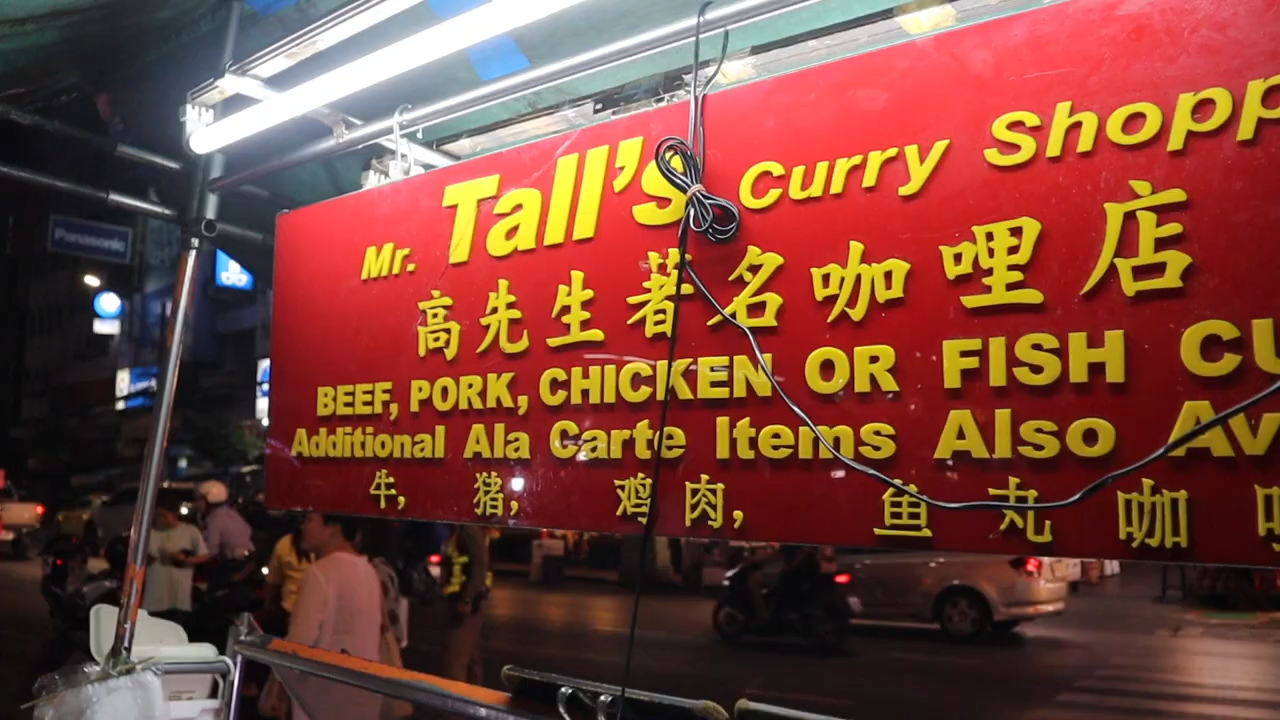 Panasonic
Mr. Tall's Curry Shopp
高先生著名咖哩店
BEEF, PORK, CHICKEN OR FISH CU
Additional Ala Carte Items Also Av
牛, 猪, 鸡肉, 鱼丸咖